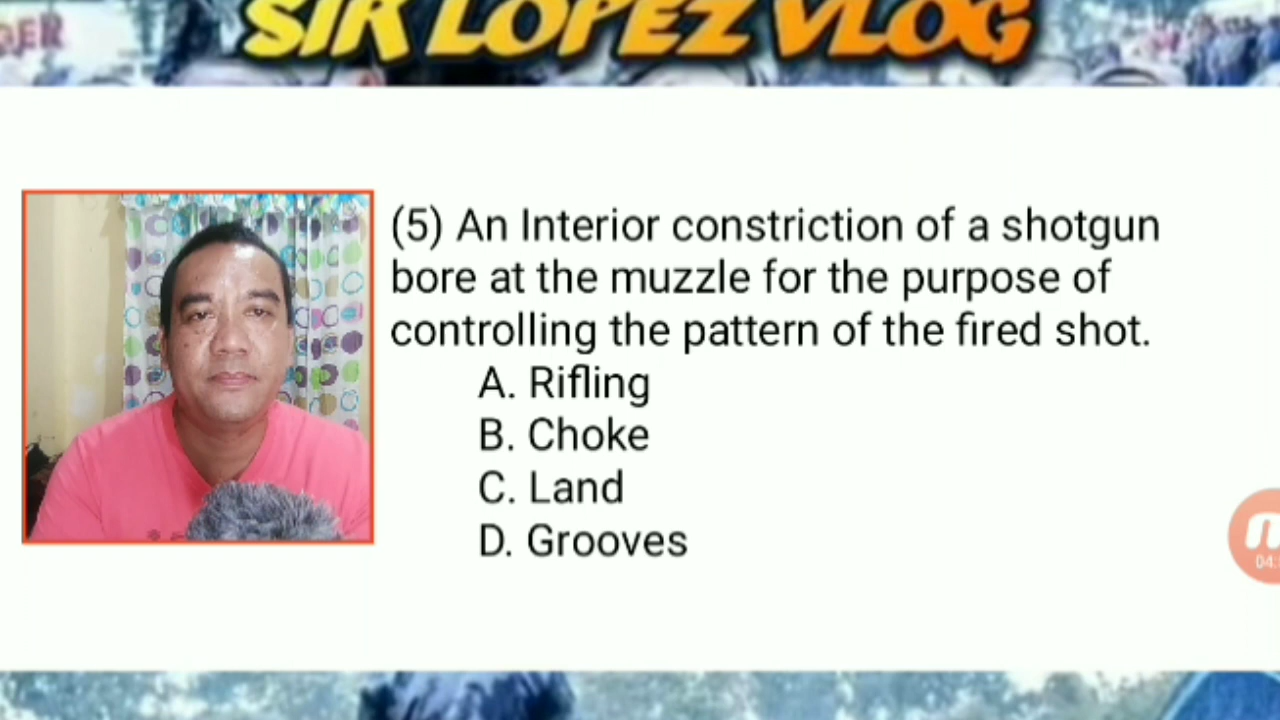 SIR LOPEZ VLOG
(5) An Interior constriction of a shotgun
bore at the muzzle for the purpose of
controlling the pattern of the fired shot.
A. Rifling
B. Choke
C. Land
D. Grooves